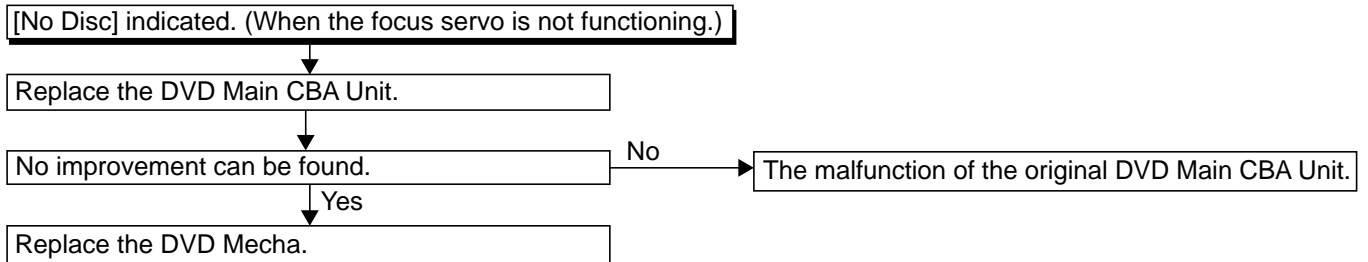 [No Disc] indicated. (When the focus servo is not functioning.)
Replace the DVD Main CBA Unit.
No improvement can be found.
No
The malfunction of the original DVD Main CBA Unit.
Yes
Replace the DVD Mecha.